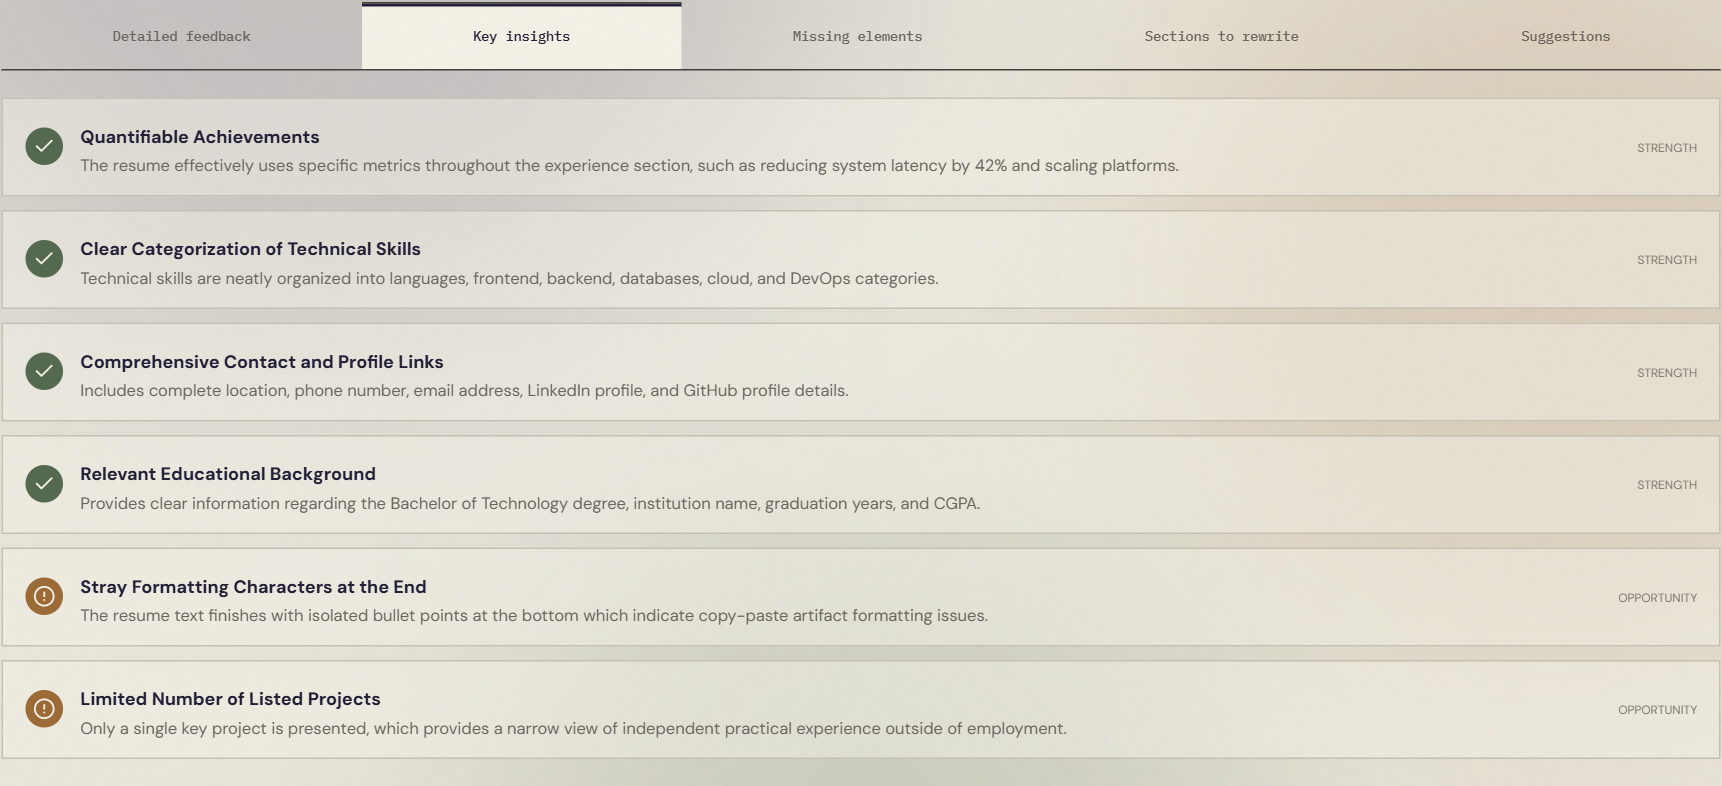 Detailed feedback
Key insights
Missing elements
Sections to rewrite
Suggestions
Quantifiable Achievements
The resume effectively uses specific metrics throughout the experience section, such as reducing system latency by 42% and scaling platforms.
STRENGTH
Clear Categorization of Technical Skills
Technical skills are neatly organized into languages, frontend, backend, databases, cloud, and DevOps categories.
STRENGTH
Comprehensive Contact and Profile Links
Includes complete location, phone number, email address, LinkedIn profile, and GitHub profile details.
STRENGTH
Relevant Educational Background
Provides clear information regarding the Bachelor of Technology degree, institution name, graduation years, and CGPA.
STRENGTH
Stray Formatting Characters at the End
The resume text finishes with isolated bullet points at the bottom which indicate copy-paste artifact formatting issues.
OPPORTUNITY
Limited Number of Listed Projects
Only a single key project is presented, which provides a narrow view of independent practical experience outside of employment.
OPPORTUNITY